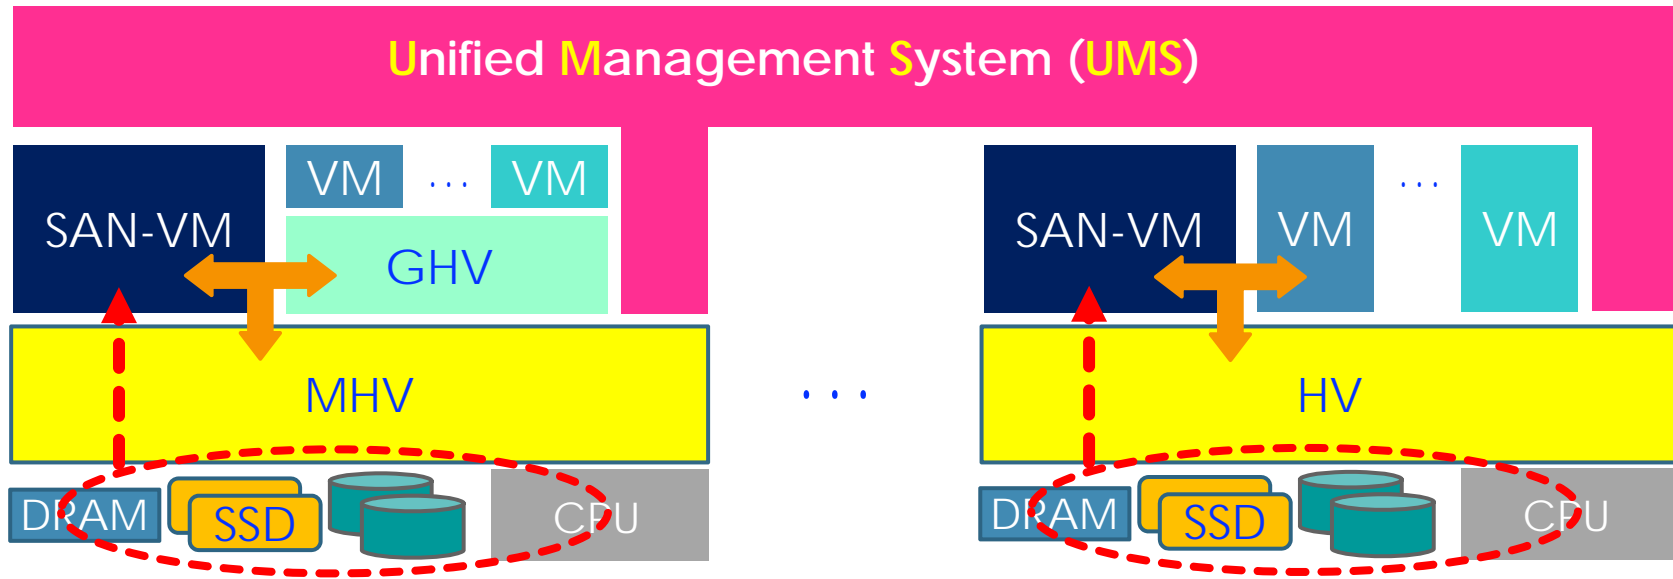 Unified Management System (UMS)
SAN-VM
VM
...
VM
GHV
MHV
DRAM
SSD
CPU
...
SAN-VM
VM
...
VM
HV
DRAM
SSD
CPU